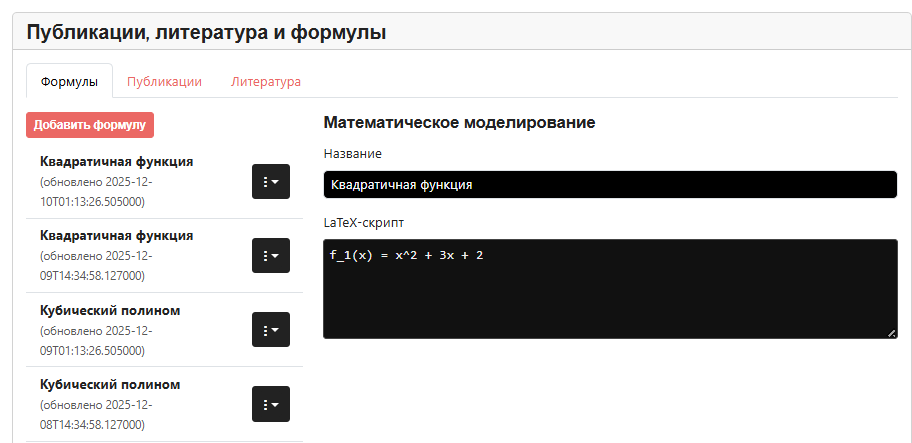 Публикации, литература и формулы
Формулы
Публикации
Литература
Добавить формулу
Квадратичная функция
(обновлено 2025-12-
10T01:13:26.505000)
Квадратичная функция
(обновлено 2025-12-
09T14:34:58.127000)
Кубический полином
(обновлено 2025-12-
09T01:13:26.505000)
Кубический полином
(обновлено 2025-12-
08T14:34:58.127000)
Математическое моделирование
Название
Квадратичная функция
LaTeX-скрипт
f_1(x) = x^2 + 3x + 2